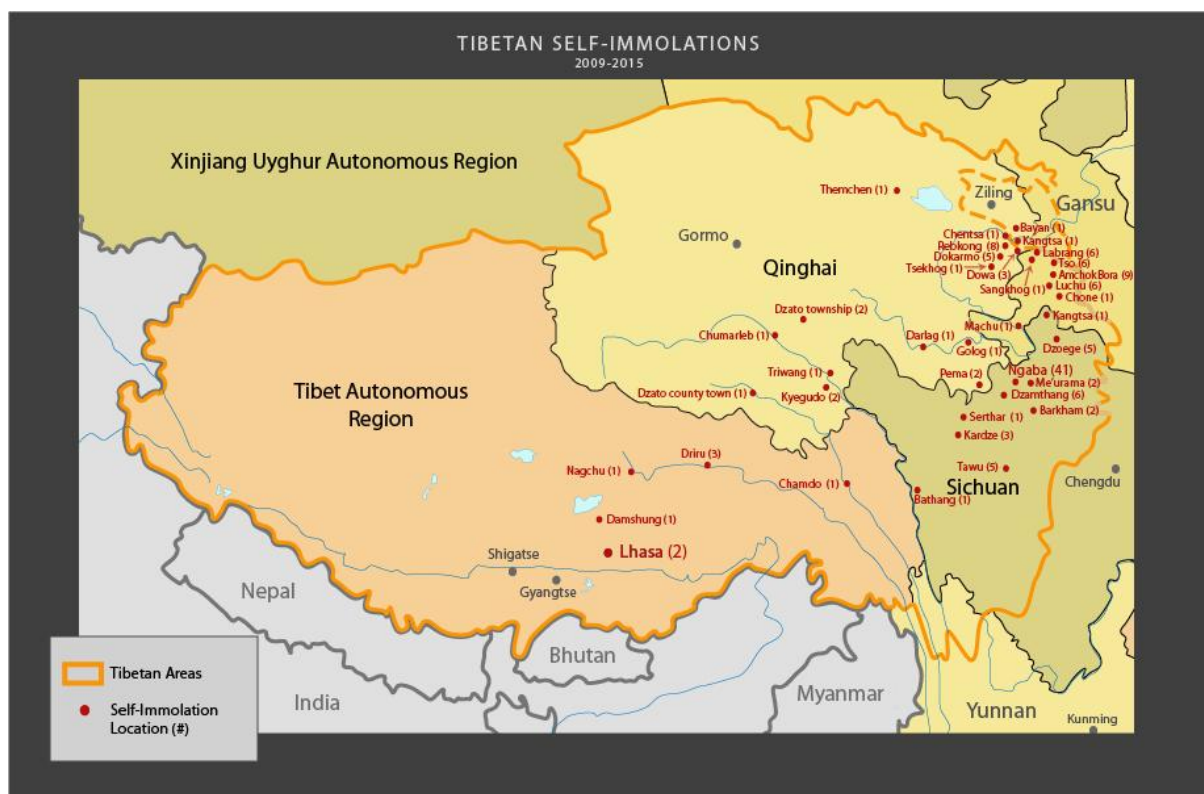 TIBETAN SELF-IMMOLATIONS
2009-2015
Xinjiang Uyghur Autonomous Region
Themchen (1)
Ziling
Gansu
Gormo
Qinghai
Bayan (1)
Chentsa (1)
Kangtsa (1)
Rebkong (8)
Labrang (6)
Dokarmo (5)
Tso (6)
Tsekhog (1)
Dowa (3)
AmchokBora (9)
Sangkhog (1)
Luchu (6)
Chone (1)
Dzato township (2)
Kangtsa (1)
Machu (1)
Chumarleb (1)
Darlag (1)
Golog (1)
Dzoege (5)
Triwang (1)
Ngaba (41)
Pema (2)
Me'urama (2)
Dzato county town (1)
Kyegudo (2)
Dzamthang (6)
Tibet Autonomous
Region
Barkham (2)
Serthar (1)
Kardze (3)
Driru (3)
Nagchu (1)
Tawu (5)
Chamdo (1)
Chengdu
Sichuan
Bathang (1)
Damshung (1)
Lhasa (2)
Shigatse
Gyangtse
Nepal
Bhutan
Myanmar
India
Yunnan
Kunming
Tibetan Areas
Self-Immolation
Location (#)